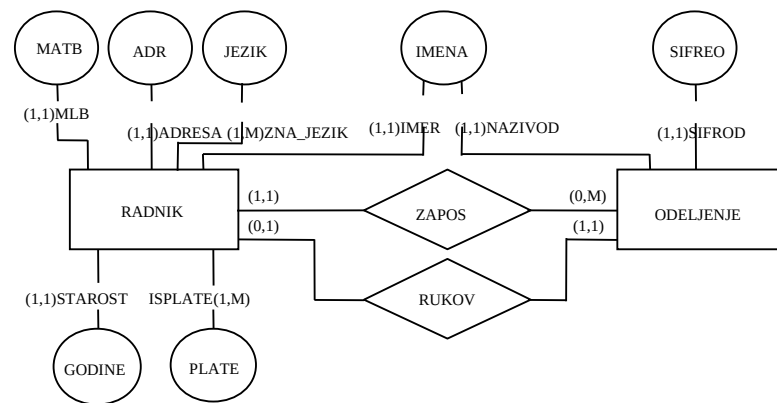 MATB
ADR
JEZIK
IMENA
SIFREO
(1,1)MLB
(1,1)ADRESA
(1,M)ZNA_JEZIK
(1,1)IMER
(1,1)NAZIVOD
(1,1)SIFROD
RADNIK
(1,1)
ZAPOS
(0,M)
ODELJENJE
(0,1)
(1,1)
RUKOV
(1,1)STAROST
ISPLATE(1,M)
GODINE
PLATE